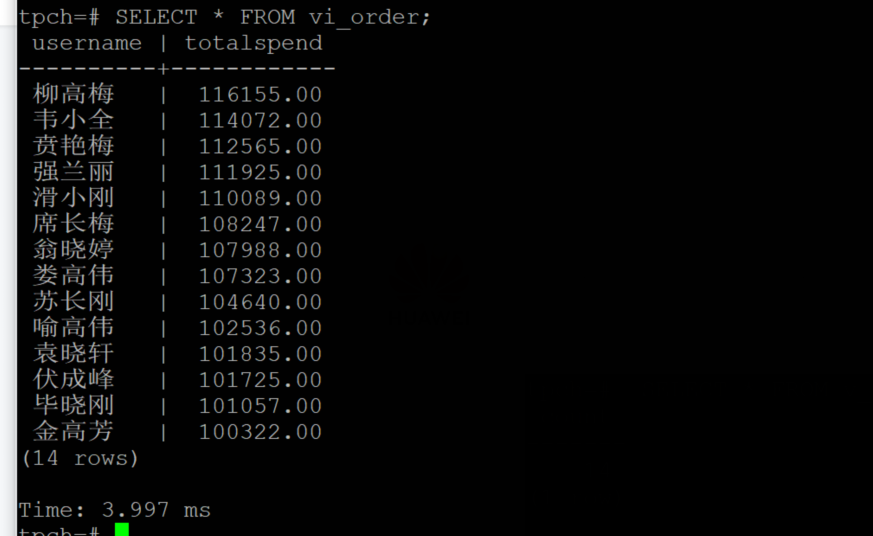 tpch=# SELECT * FROM vi_order;
 username | totalspend
----------+------------
 柳高梅   |  116155.00
 韦小全   |  114072.00
 贲艳梅   |  112565.00
 强兰丽   |  111925.00
 滑小刚   |  110089.00
 席长梅   |  108247.00
 翁晓婷   |  107988.00
 娄高伟   |  107323.00
 苏长刚   |  104640.00
 喻高伟   |  102536.00
 袁晓轩   |  101835.00
 伏成峰   |  101725.00
 毕晓刚   |  101057.00
 金高芳   |  100322.00
(14 rows)
Time: 3.997 ms
tpch=#